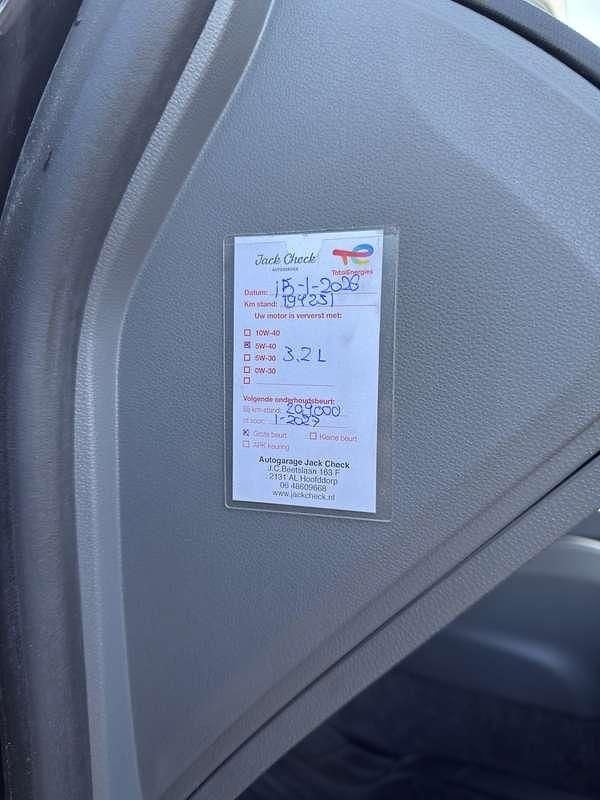 Jack Check
AUTOGARAGE
TotalEnergies
Datum: 15-1-2026
Km stand: 194251
Uw motor is ververst met:
10W-40
5W-40 3.2 L
5W-30
0W-30
Volgende onderhoudsbeurt:
Bij km-stand: 209000
of voor: 1-2027
Grote beurt Kleine beurt
APK keuring
Autogarage Jack Check
J.C.Beetslaan 163 F
2131 AL Hoofddorp
06 48609668
www.jackcheck.nl